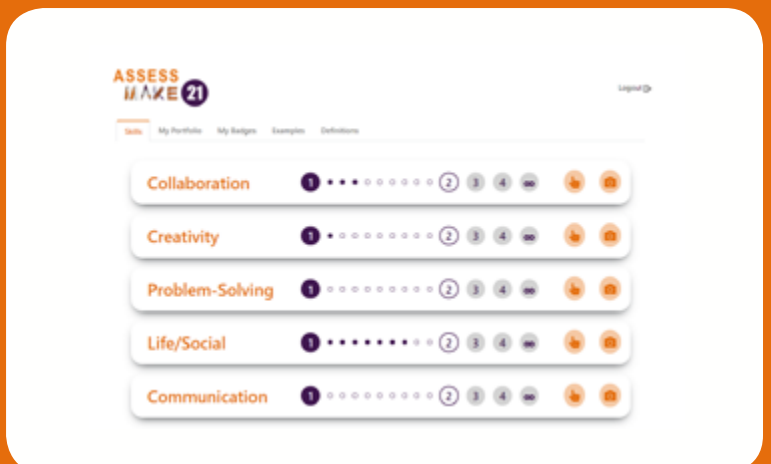 ASSESS
MAKE 21
Logout
Skills My Portfolio My Badges Examples Definitions
Collaboration 1 2 3 4 ∞
Creativity 1 2 3 4 ∞
Problem-Solving 1 2 3 4 ∞
Life/Social 1 2 3 4 ∞
Communication 1 2 3 4 ∞